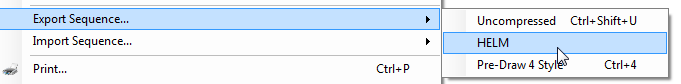 Export Sequence...
Import Sequence...
Print... Ctrl+P
Uncompressed Ctrl+Shift+U
HELM
Pre-Draw 4 Style Ctrl+4